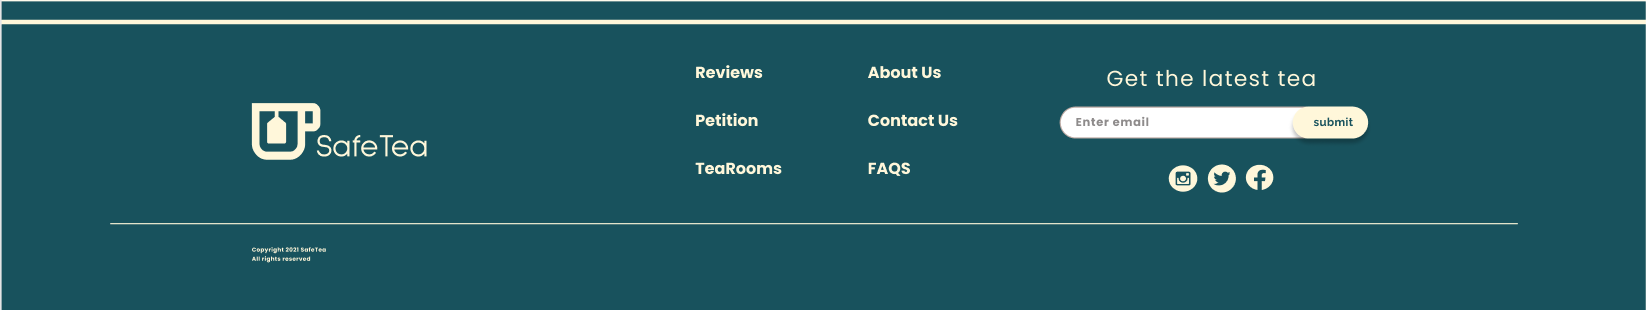 SafeTea
Reviews
Petition
TeaRooms
About Us
Contact Us
FAQS
Get the latest tea
Enter email
submit
Copyright 2021 SafeTea
All rights reserved